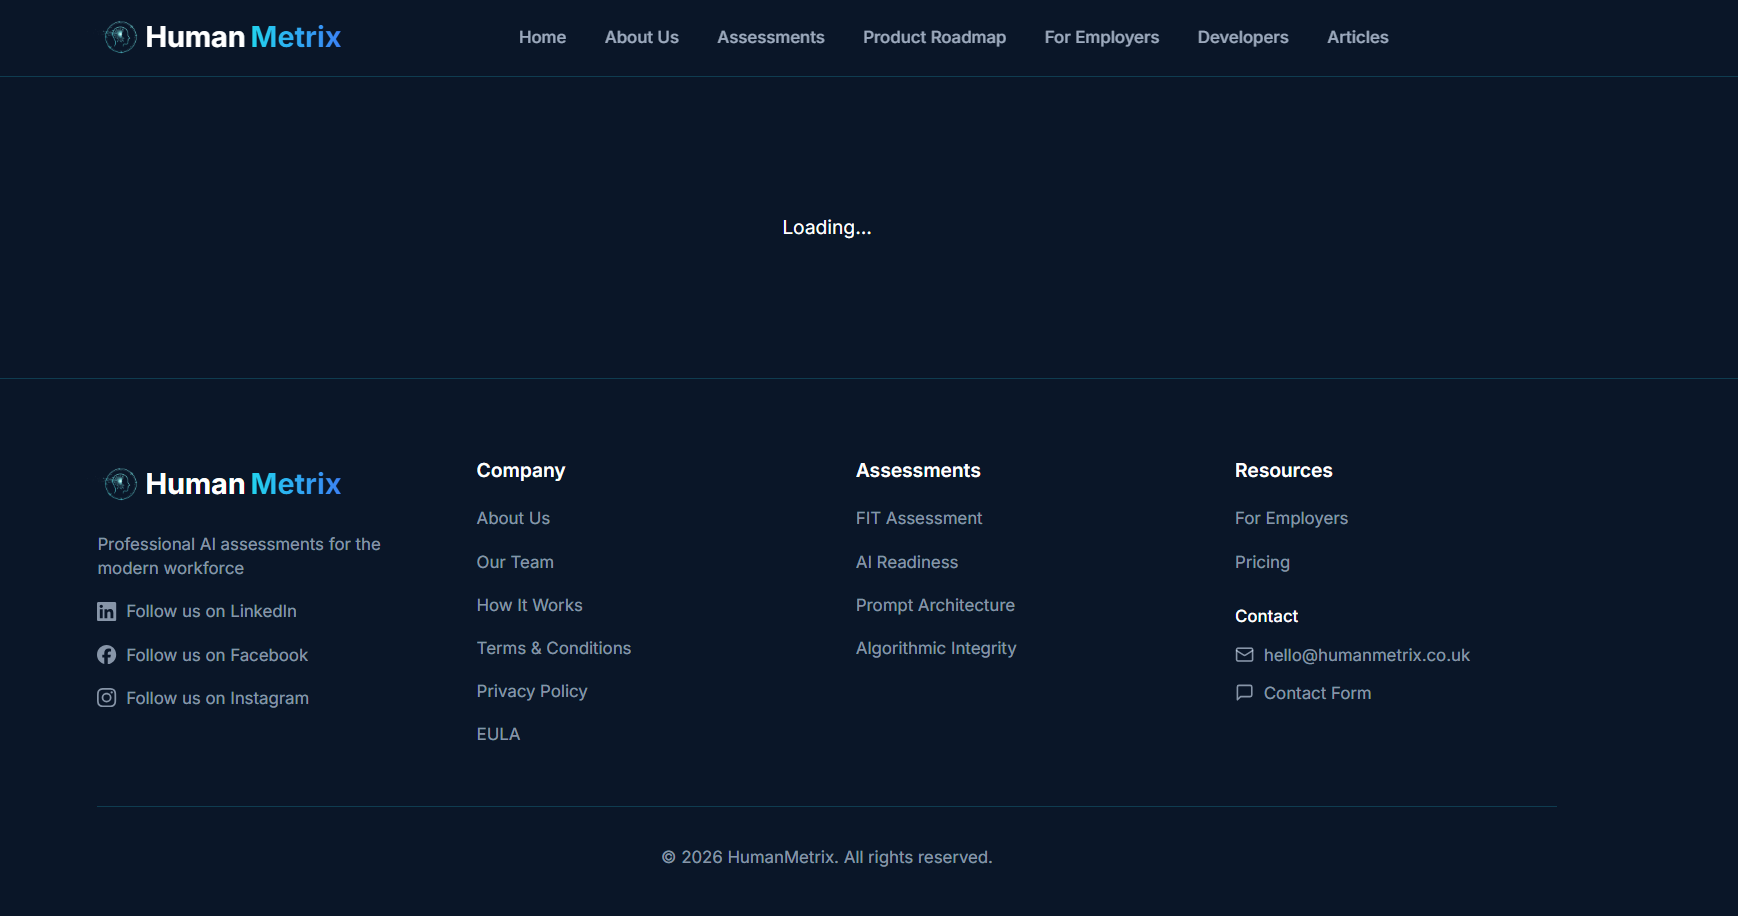 Human Metrix
Home About Us Assessments Product Roadmap For Employers Developers Articles
Loading...
Human Metrix
Professional AI assessments for the
modern workforce
Follow us on LinkedIn
Follow us on Facebook
Follow us on Instagram
Company
About Us
Our Team
How It Works
Terms & Conditions
Privacy Policy
EULA
Assessments
FIT Assessment
AI Readiness
Prompt Architecture
Algorithmic Integrity
Resources
For Employers
Pricing
Contact
hello@humanmetrix.co.uk
Contact Form
© 2026 HumanMetrix. All rights reserved.